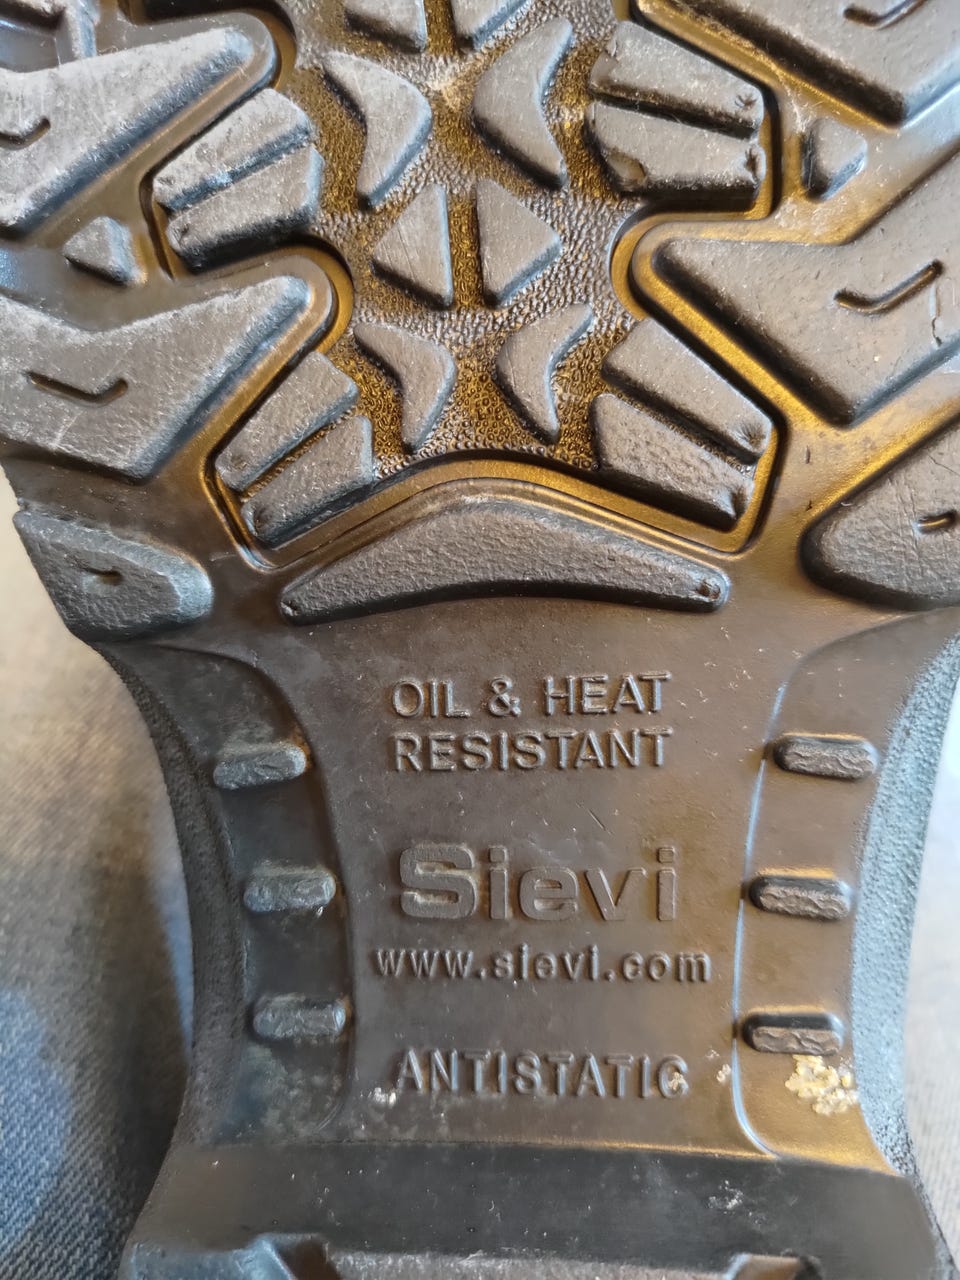 OIL & HEAT
RESISTANT
Sievi
www.sievi.com
ANTISTATIC